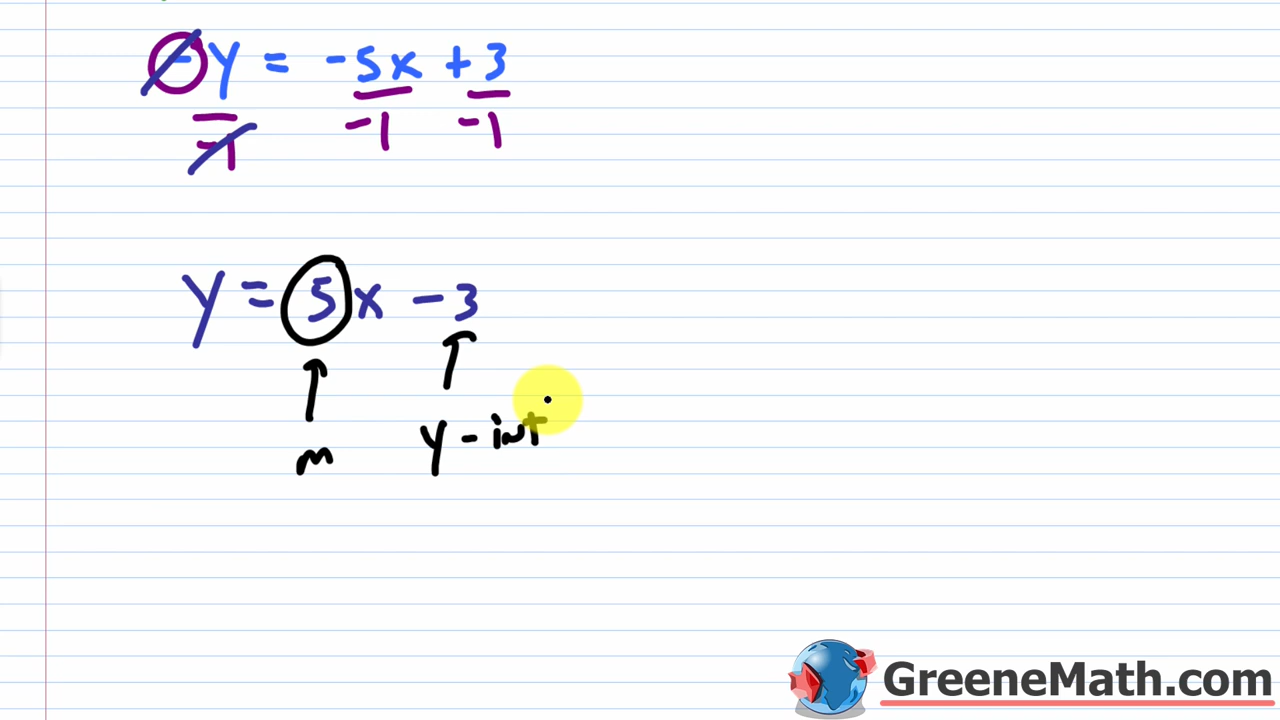 -y = -5x + 3
-1 -1 -1
y = 5x - 3
m y-int
GreeneMath.com